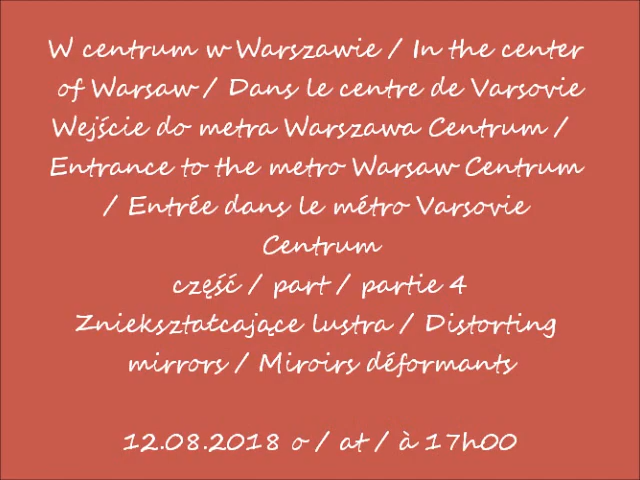 W centrum w Warszawie / In the center
of Warsaw / Dans le centre de Varsovie
Wejście do metra Warszawa Centrum /
Entrance to the metro Warsaw Centrum
/ Entrée dans le métro Varsovie
Centrum
część / part / partie 4
Zniekształcające lustra / Distorting
mirrors / Miroirs déformants
12.08.2018 o / at / à 17h00